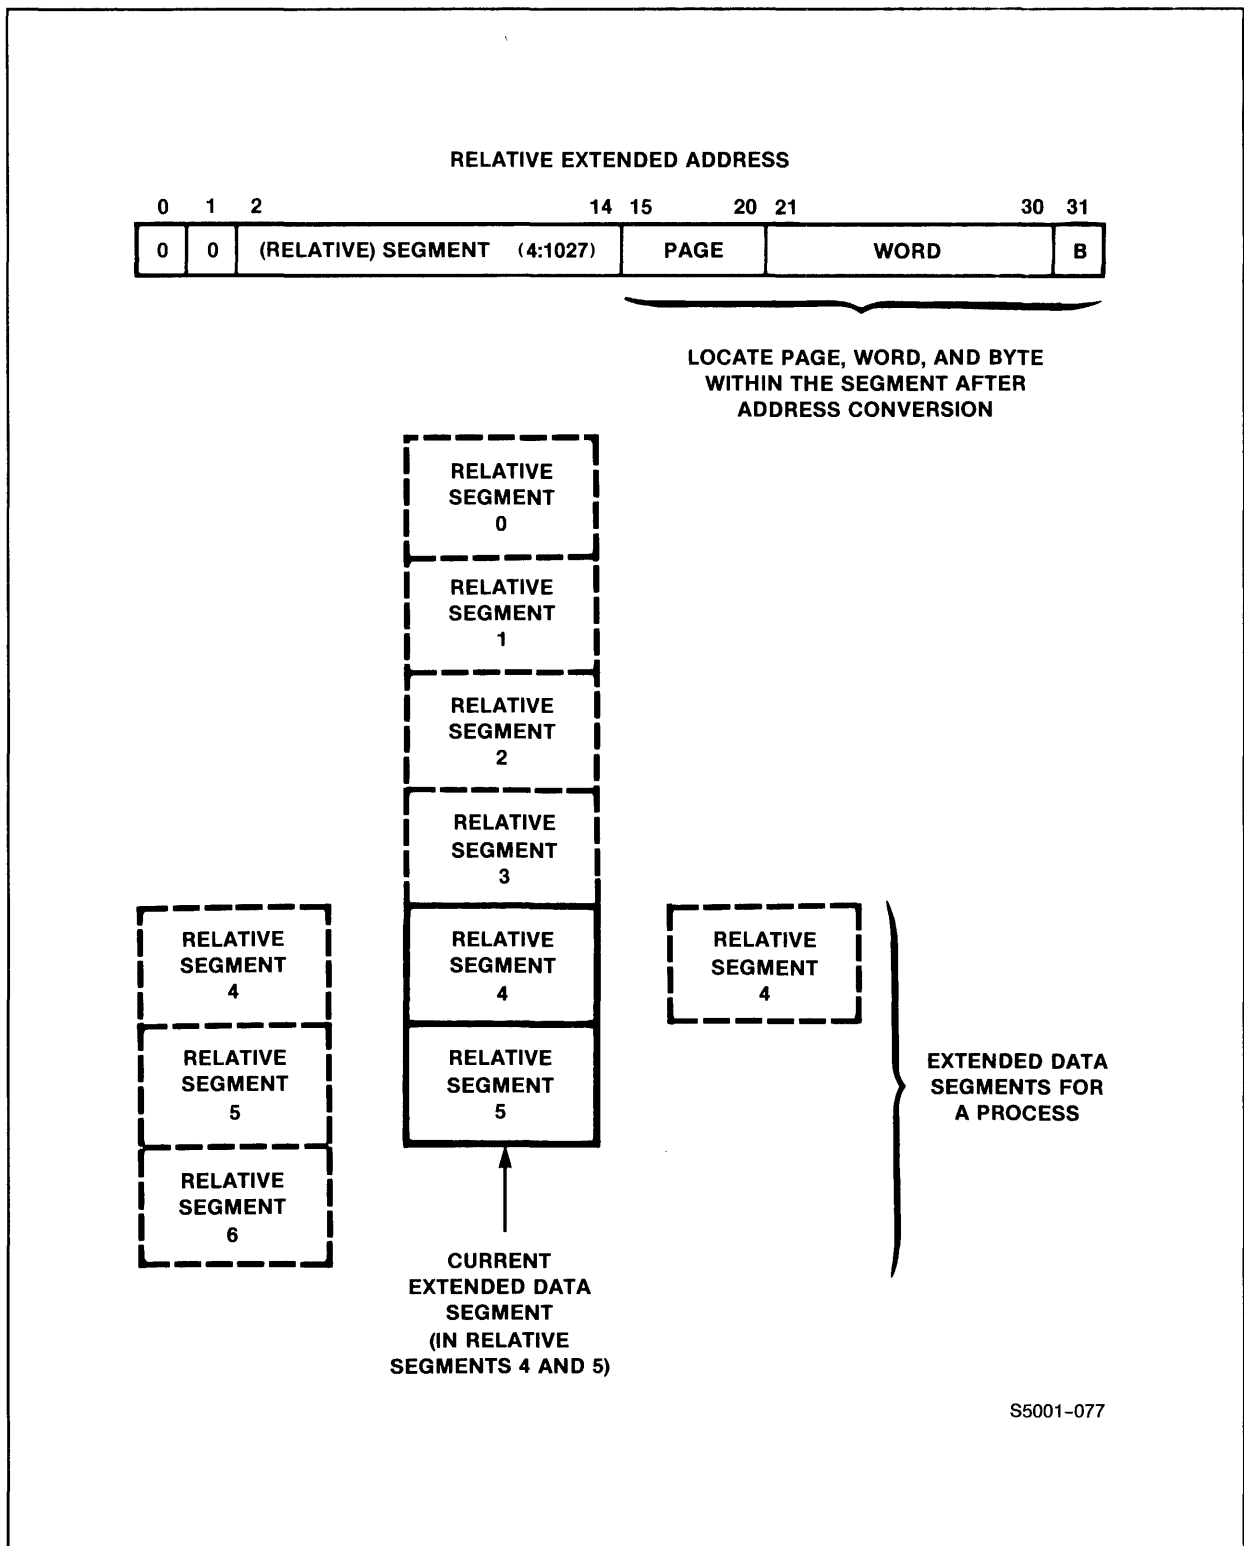 RELATIVE EXTENDED ADDRESS
0 1 2 14 15 20 21 30 31
0 0 (RELATIVE) SEGMENT (4:1027) PAGE WORD B
LOCATE PAGE, WORD, AND BYTE
WITHIN THE SEGMENT AFTER
ADDRESS CONVERSION
RELATIVE
SEGMENT
0
RELATIVE
SEGMENT
1
RELATIVE
SEGMENT
2
RELATIVE
SEGMENT
3
RELATIVE
SEGMENT
4
RELATIVE
SEGMENT
5
RELATIVE
SEGMENT
6
RELATIVE
SEGMENT
4
RELATIVE
SEGMENT
5
RELATIVE
SEGMENT
4
EXTENDED DATA
SEGMENTS FOR
A PROCESS
CURRENT
EXTENDED DATA
SEGMENT
(IN RELATIVE
SEGMENTS 4 AND 5)
S5001-077